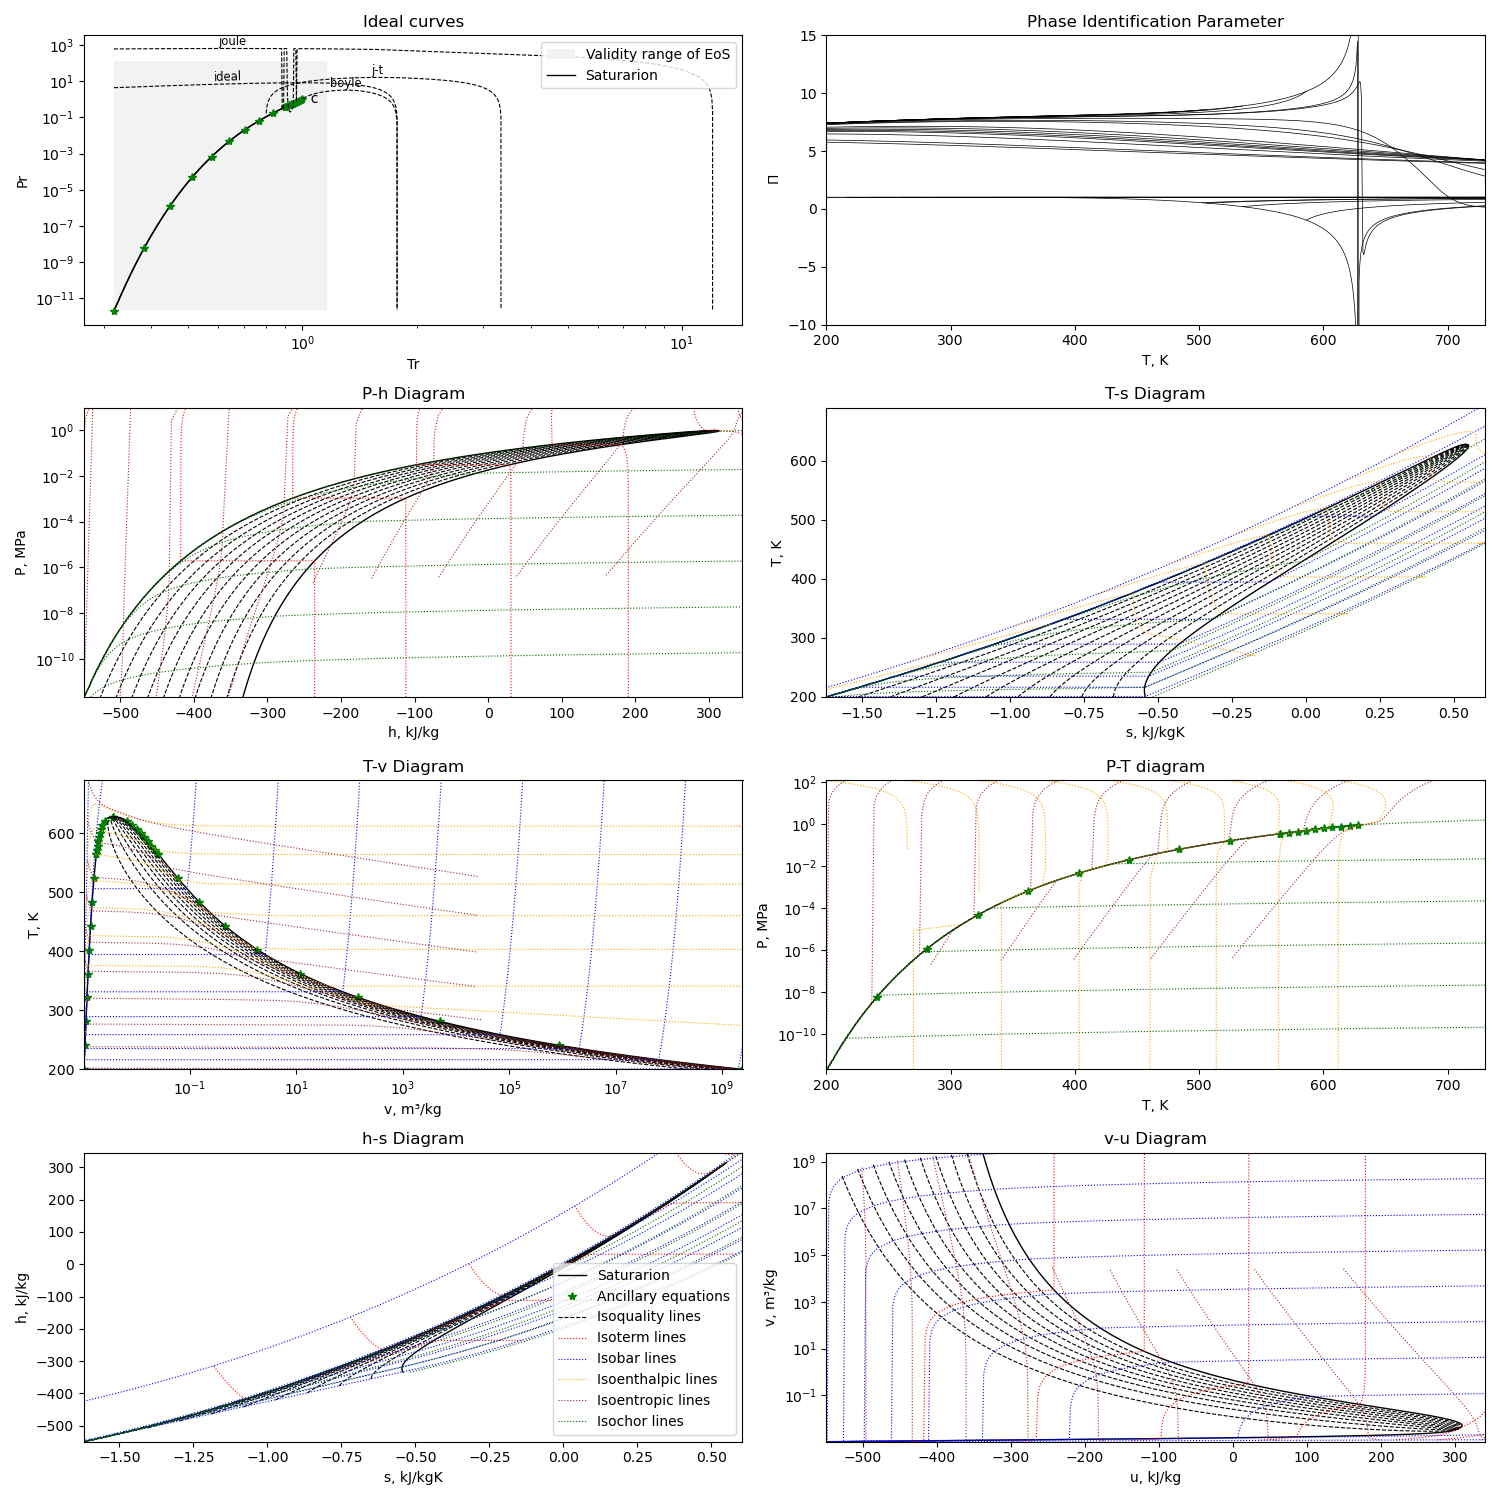 Ideal curves
joule
ideal
j-t
boyle
c
Validity range of EoS
Saturarion
10³
10¹
10⁻¹
10⁻³
10⁻⁵
10⁻⁷
10⁻⁹
10⁻¹¹
Pr
10⁰
10¹
Tr
Phase Identification Parameter
15
10
5
0
−5
−10
Π
200
300
400
500
600
700
T, K
P-h Diagram
10⁰
10⁻²
10⁻⁴
10⁻⁶
10⁻⁸
10⁻¹⁰
P, MPa
−500
−400
−300
−200
−100
0
100
200
300
h, kJ/kg
T-s Diagram
600
500
400
300
200
T, K
−1.50
−1.25
−1.00
−0.75
−0.50
−0.25
0.00
0.25
0.50
s, kJ/kgK
T-v Diagram
600
500
400
300
200
T, K
10⁻¹
10¹
10³
10⁵
10⁷
10⁹
v, m³/kg
P-T diagram
10²
10⁰
10⁻²
10⁻⁴
10⁻⁶
10⁻⁸
10⁻¹⁰
P, MPa
200
300
400
500
600
700
T, K
h-s Diagram
300
200
100
0
−100
−200
−300
−400
−500
h, kJ/kg
Saturarion
Ancillary equations
Isoquality lines
Isoterm lines
Isobar lines
Isoenthalpic lines
Isoentropic lines
Isochor lines
−1.50
−1.25
−1.00
−0.75
−0.50
−0.25
0.00
0.25
0.50
s, kJ/kgK
v-u Diagram
10⁹
10⁷
10⁵
10³
10¹
10⁻¹
v, m³/kg
−500
−400
−300
−200
−100
0
100
200
300
u, kJ/kg